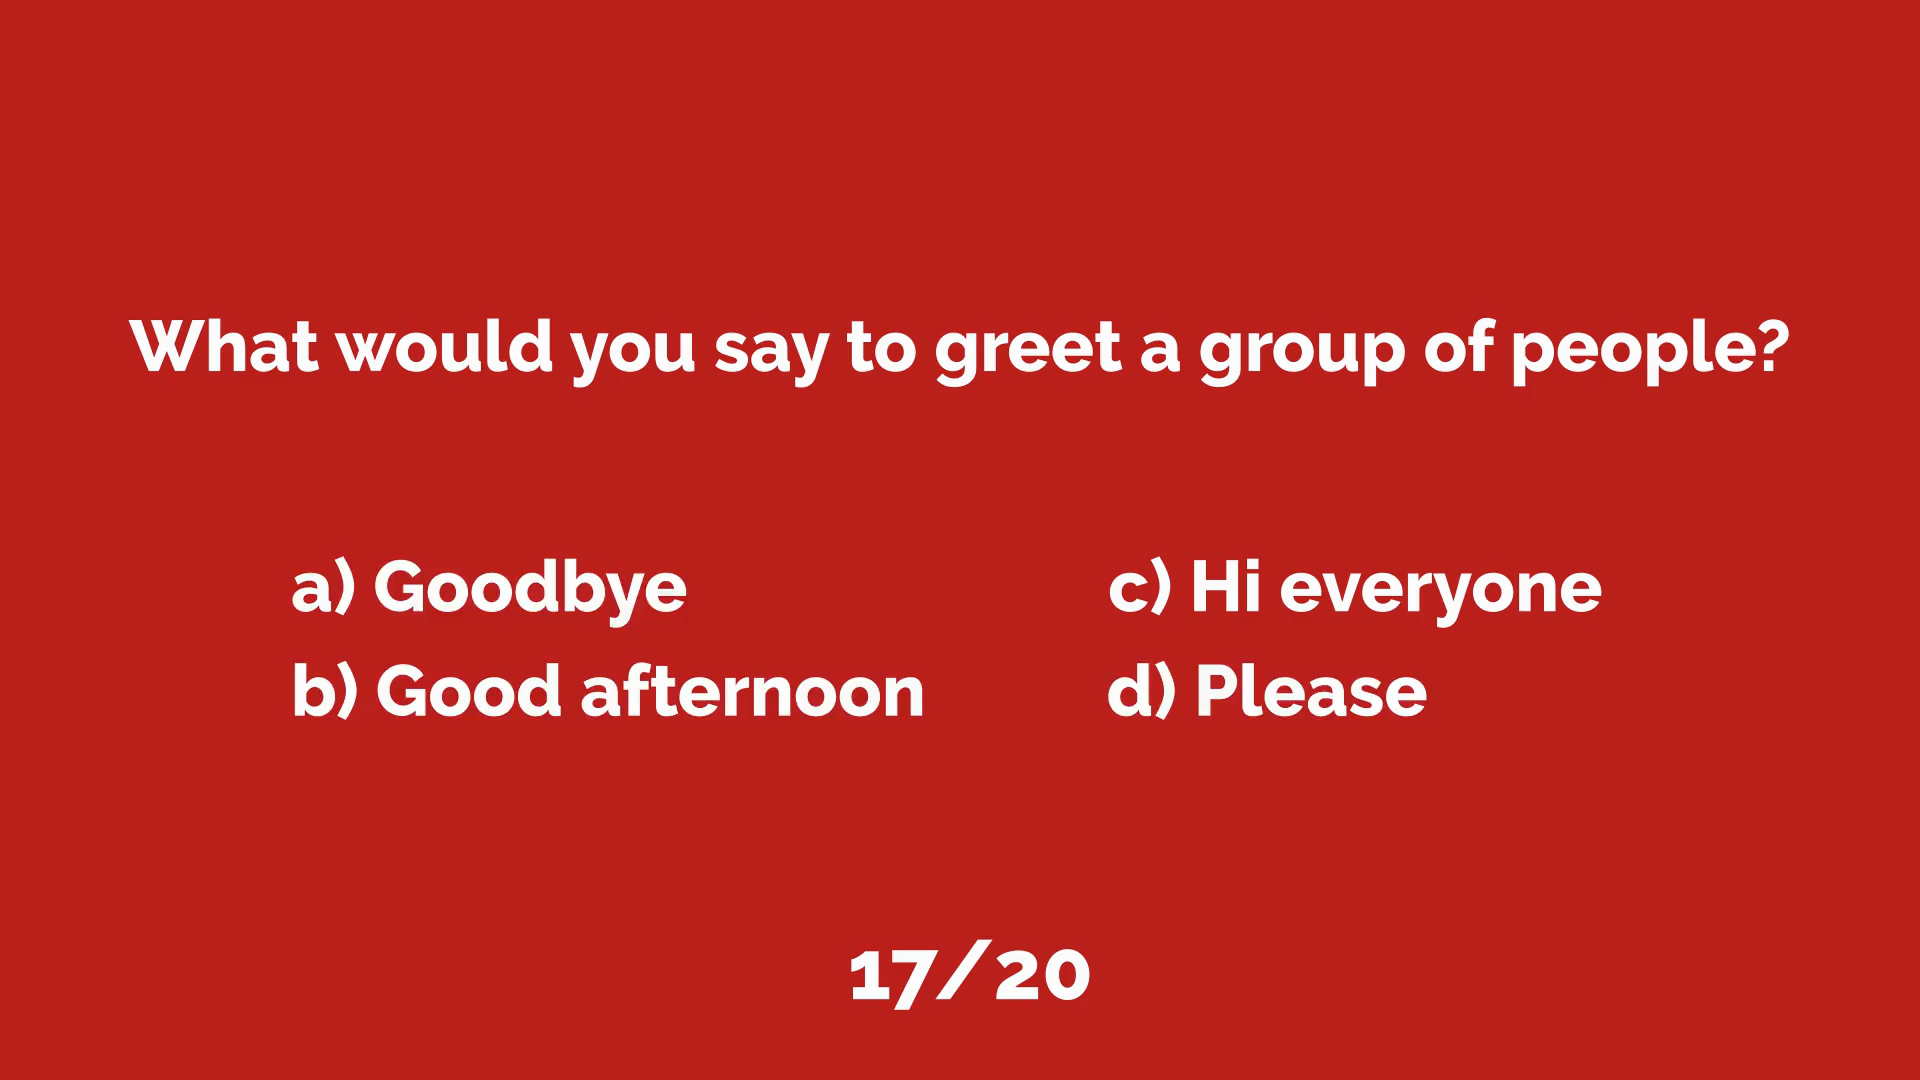 What would you say to greet a group of people?
a) Goodbye
b) Good afternoon
c) Hi everyone
d) Please
17/20